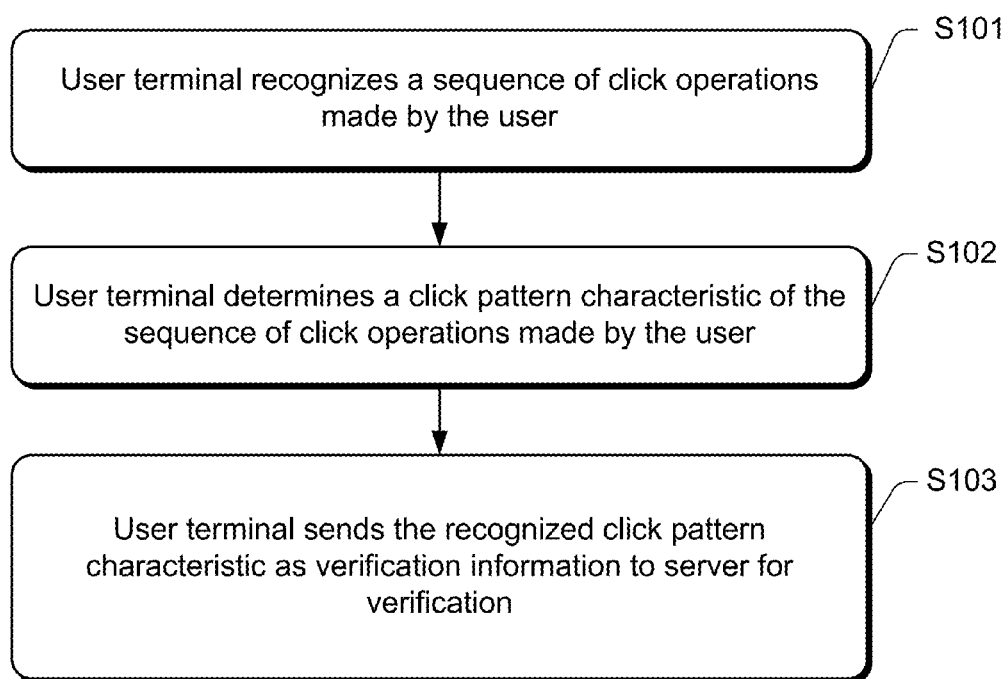 S101
User terminal recognizes a sequence of click operations
made by the user
S102
User terminal determines a click pattern characteristic of the
sequence of click operations made by the user
S103
User terminal sends the recognized click pattern
characteristic as verification information to server for
verification